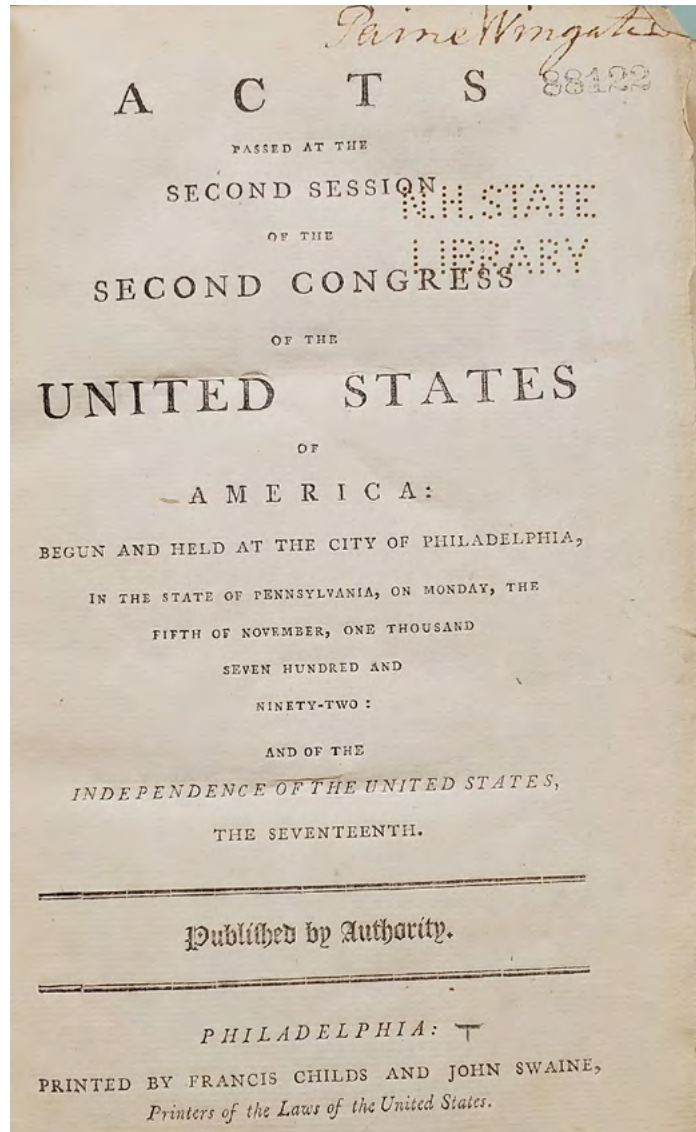 Paine Wingate
88122
A C T S
PASSED AT THE
SECOND SESSION
N.H. STATE
OF THE
LIBRARY
SECOND CONGRESS
OF THE
UNITED STATES
OF
AMERICA:
BEGUN AND HELD AT THE CITY OF PHILADELPHIA,
IN THE STATE OF PENNSYLVANIA, ON MONDAY, THE
FIFTH OF NOVEMBER, ONE THOUSAND
SEVEN HUNDRED AND
NINETY-TWO:
AND OF THE
INDEPENDENCE OF THE UNITED STATES,
THE SEVENTEENTH.
Publiſhed by Authority.
PHILADELPHIA:
PRINTED BY FRANCIS CHILDS AND JOHN SWAINE,
Printers of the Laws of the United States.